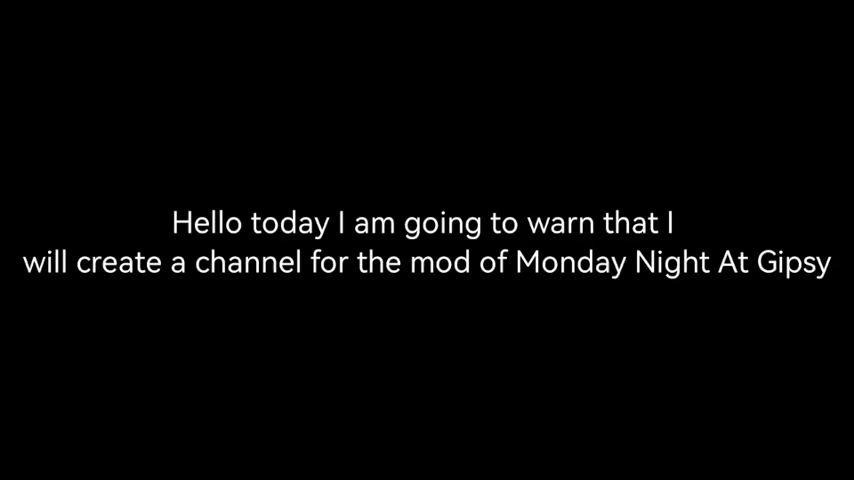 Hello today I am going to warn that I
will create a channel for the mod of Monday Night At Gipsy